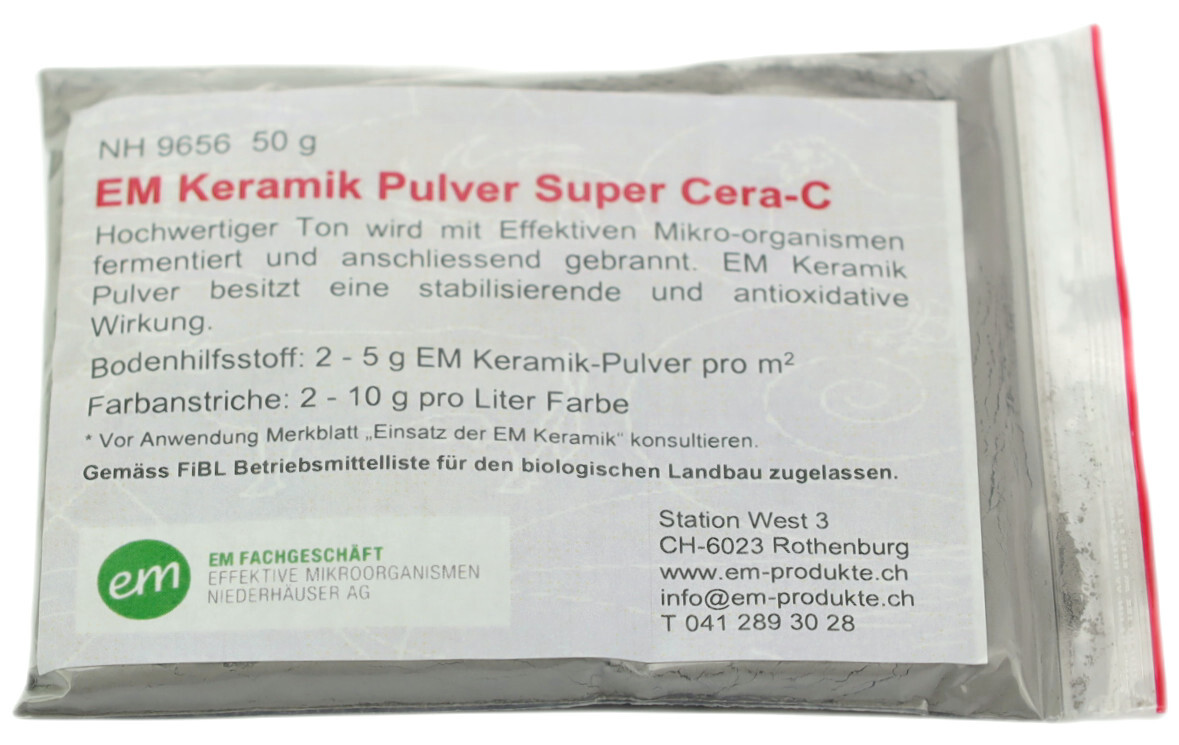 NH 9656 50 g
EM Keramik Pulver Super Cera-C
Hochwertiger Ton wird mit Effektiven Mikro-organismen
fermentiert und anschliessend gebrannt. EM Keramik
Pulver besitzt eine stabilisierende und antioxidative
Wirkung.
Bodenhilfsstoff: 2 - 5 g EM Keramik-Pulver pro m²
Farbanstriche: 2 - 10 g pro Liter Farbe
* Vor Anwendung Merkblatt „Einsatz der EM Keramik“ konsultieren.
Gemäss FiBL Betriebsmittelliste für den biologischen Landbau zugelassen.
em
EM FACHGESCHÄFT
EFFEKTIVE MIKROORGANISMEN
NIEDERHÄUSER AG
Station West 3
CH-6023 Rothenburg
www.em-produkte.ch
info@em-produkte.ch
T 041 289 30 28